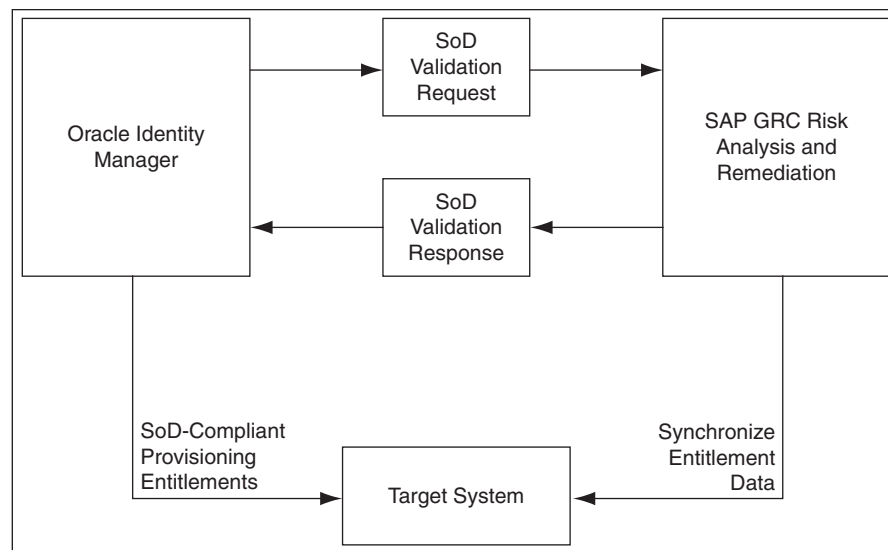 SoD
Validation
Request
Oracle Identity
Manager
SAP GRC Risk
Analysis and
Remediation
SoD
Validation
Response
SoD-Compliant
Provisioning
Entitlements
Synchronize
Entitlement
Data
Target System